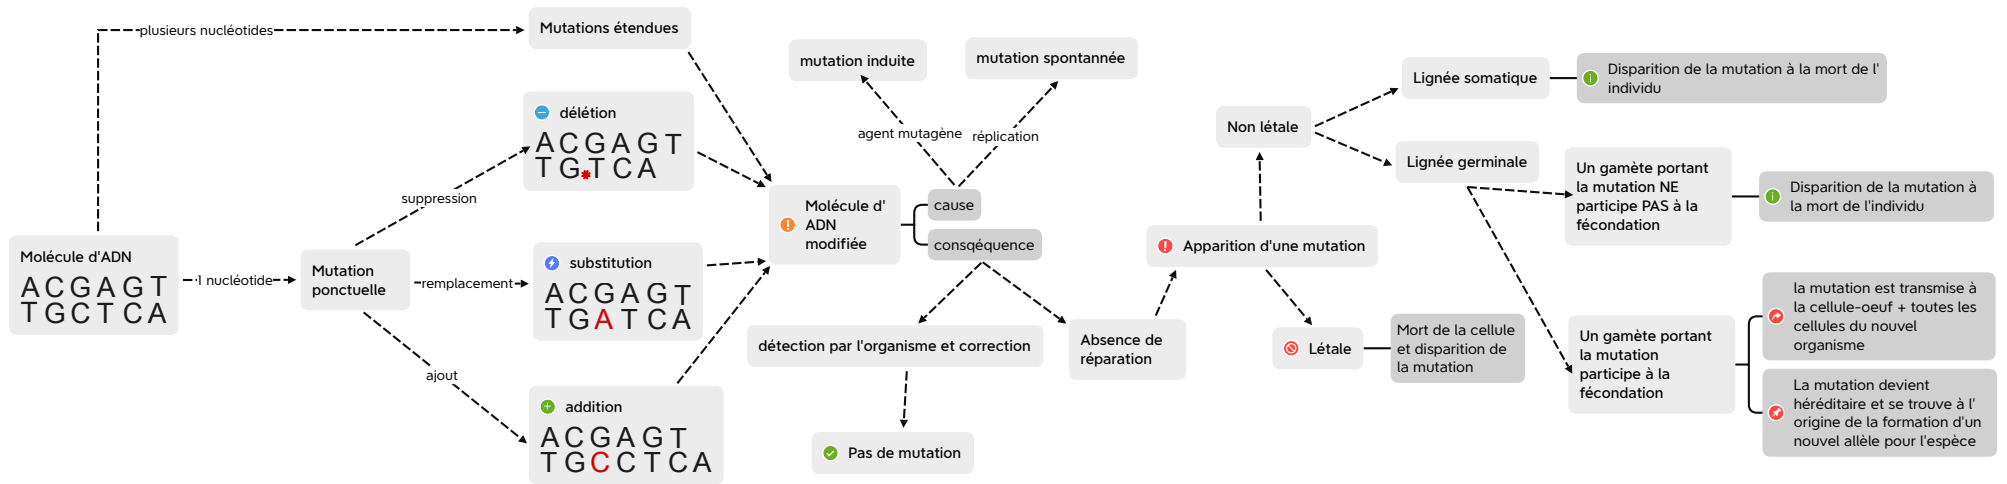 plusieurs nucléotides
Mutations étendues
Molécule d'ADN
ACGAGT
TGCTCA
1 nucléotide
Mutation
ponctuelle
suppression
remplacement
ajout
délétion
ACGAGT
TG TCA
substitution
ACGAGT
TGATCA
addition
ACGAGT
TGCCTCA
Molécule d'
ADN
modifiée
cause
consqéquence
agent mutagène
réplication
mutation induite
mutation spontannée
détection par l'organisme et correction
Pas de mutation
Absence de
réparation
Apparition d'une mutation
Non létale
Létale
Mort de la cellule
et disparition de
la mutation
Lignée somatique
Disparition de la mutation à la mort de l'
individu
Lignée germinale
Un gamète portant
la mutation NE
participe PAS à la
fécondation
Disparition de la mutation à
la mort de l'individu
Un gamète portant
la mutation
participe à la
fécondation
la mutation est transmise à
la cellule-oeuf + toutes les
cellules du nouvel
organisme
La mutation devient
héréditaire et se trouve à l'
origine de la formation d'un
nouvel allèle pour l'espèce